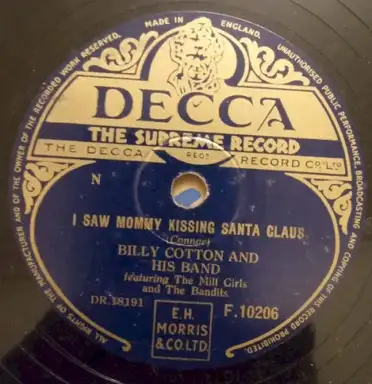 MADE IN ENGLAND.
ALL RIGHTS OF THE MANUFACTURER AND OF THE OWNER OF THE RECORDED WORK RESERVED.
UNAUTHORISED PUBLIC PERFORMANCE, BROADCASTING AND COPYING OF THIS RECORD PROHIBITED.
DECCA
THE SUPREME RECORD
THE DECCA REGD RECORD CO. LTD
N
I SAW MOMMY KISSING SANTA CLAUS
(Connor)
BILLY COTTON AND
HIS BAND
featuring The Mill Girls
and The Bandits.
DR.18191
F.10206
E.H.
MORRIS
& CO. LTD.